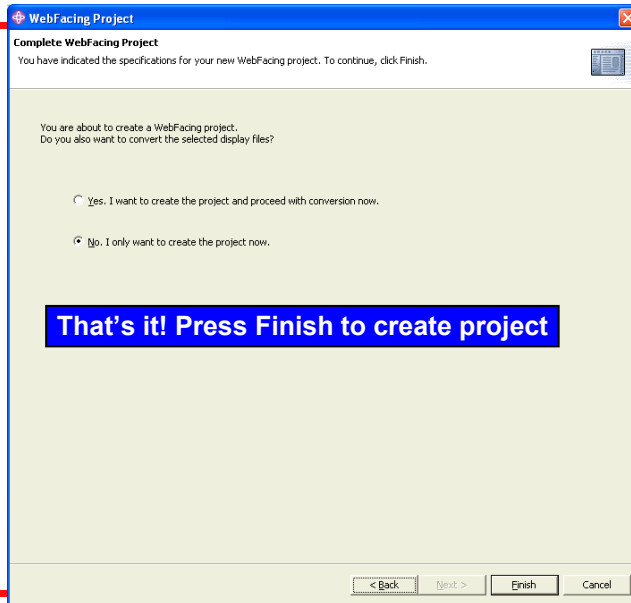 WebFacing Project
Complete WebFacing Project
You have indicated the specifications for your new WebFacing project. To continue, click Finish.
You are about to create a WebFacing project.
Do you also want to convert the selected display files?
Yes. I want to create the project and proceed with conversion now.
No. I only want to create the project now.
That's it! Press Finish to create project
< Back Next > Finish Cancel